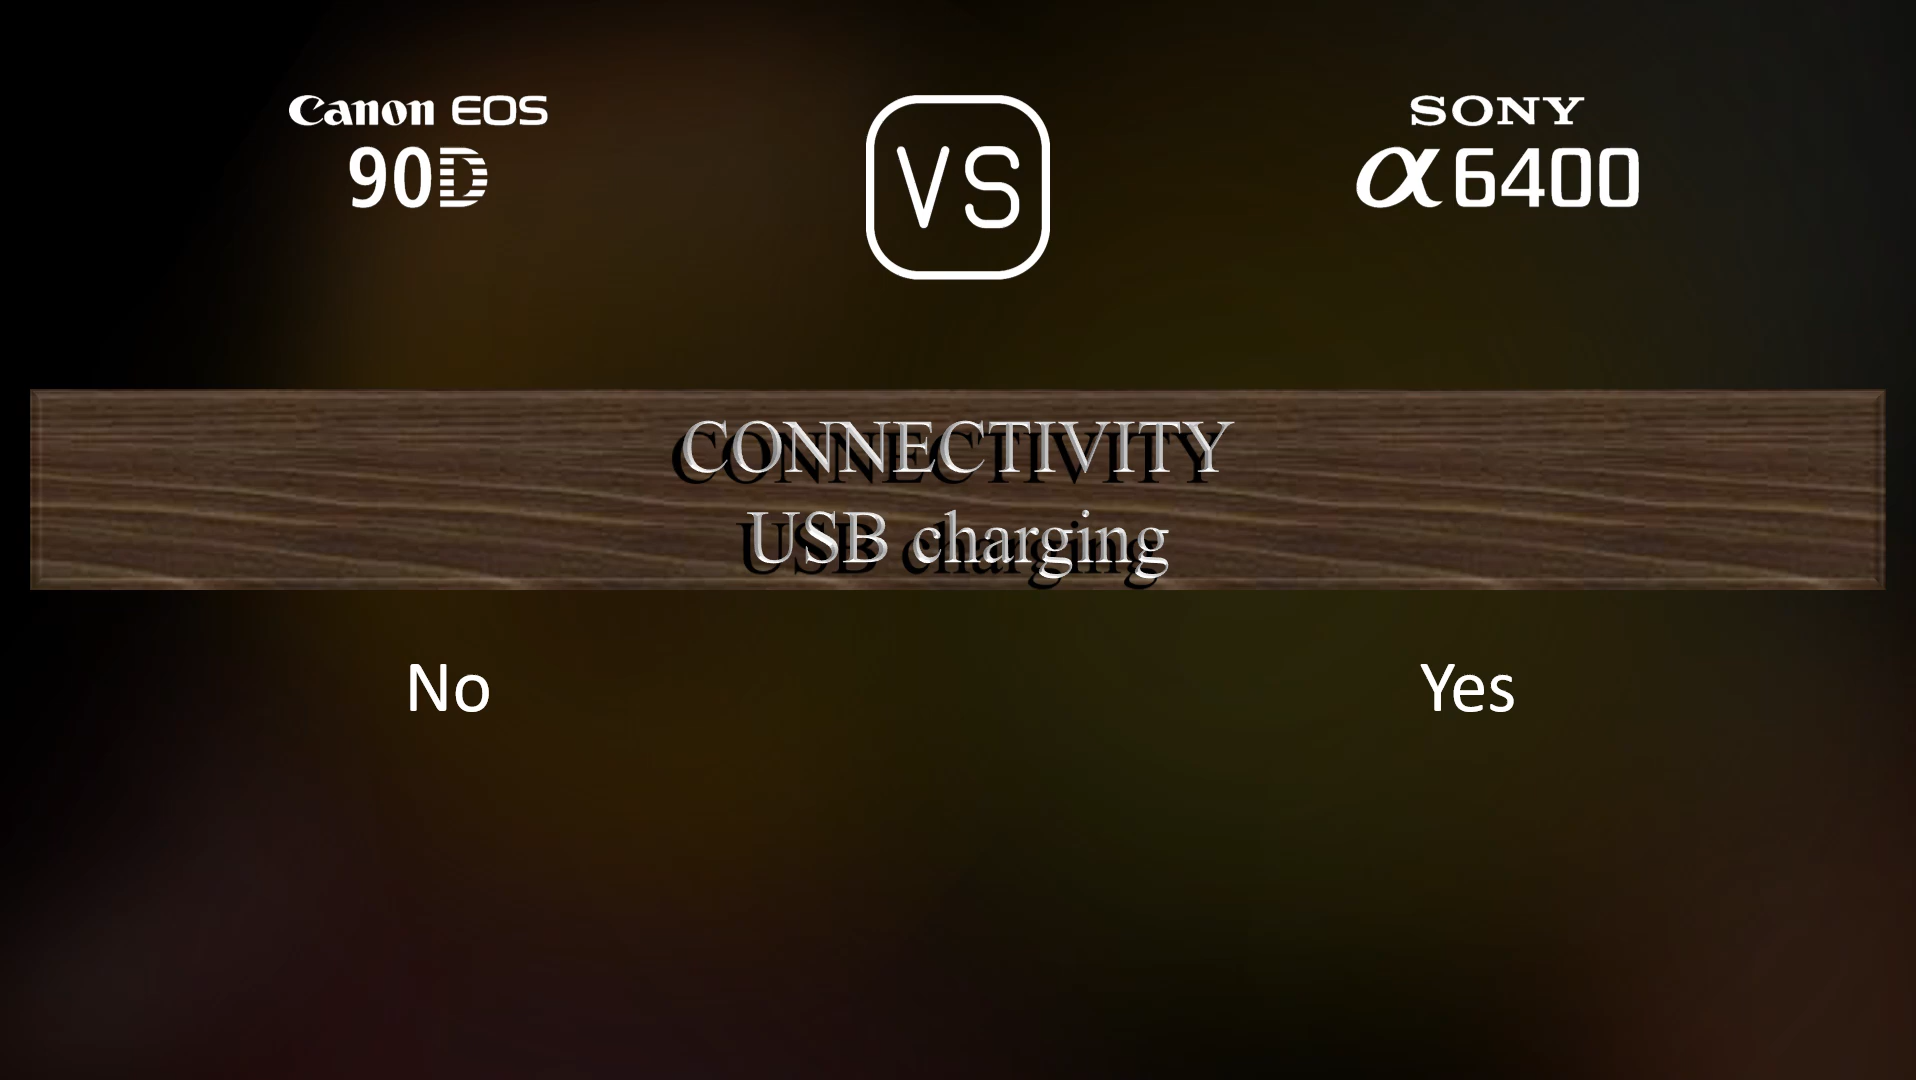 Canon EOS
90D
VS
SONY
α6400
CONNECTIVITY
USB charging
No
Yes